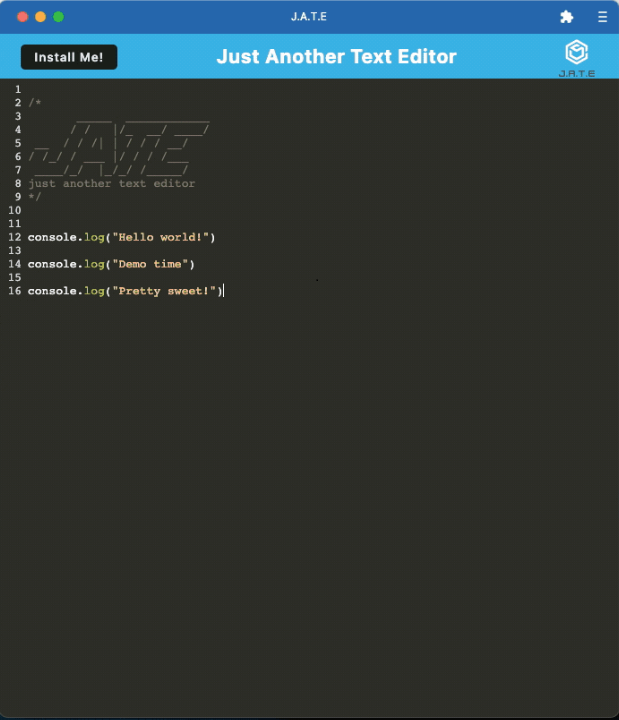 J.A.T.E
Install Me!
Just Another Text Editor
J.A.T.E
1
2 /*
3         _____  ____________
4        / /   |/_  __/ ____/
5   __  / / /| | / / / __/
6  / /_/ / ___ |/ / / /___
7  \____/_/  |_/_/ /_____/
8 just another text editor
9 */
10
11
12 console.log("Hello world!")
13
14 console.log("Demo time")
15
16 console.log("Pretty sweet!")